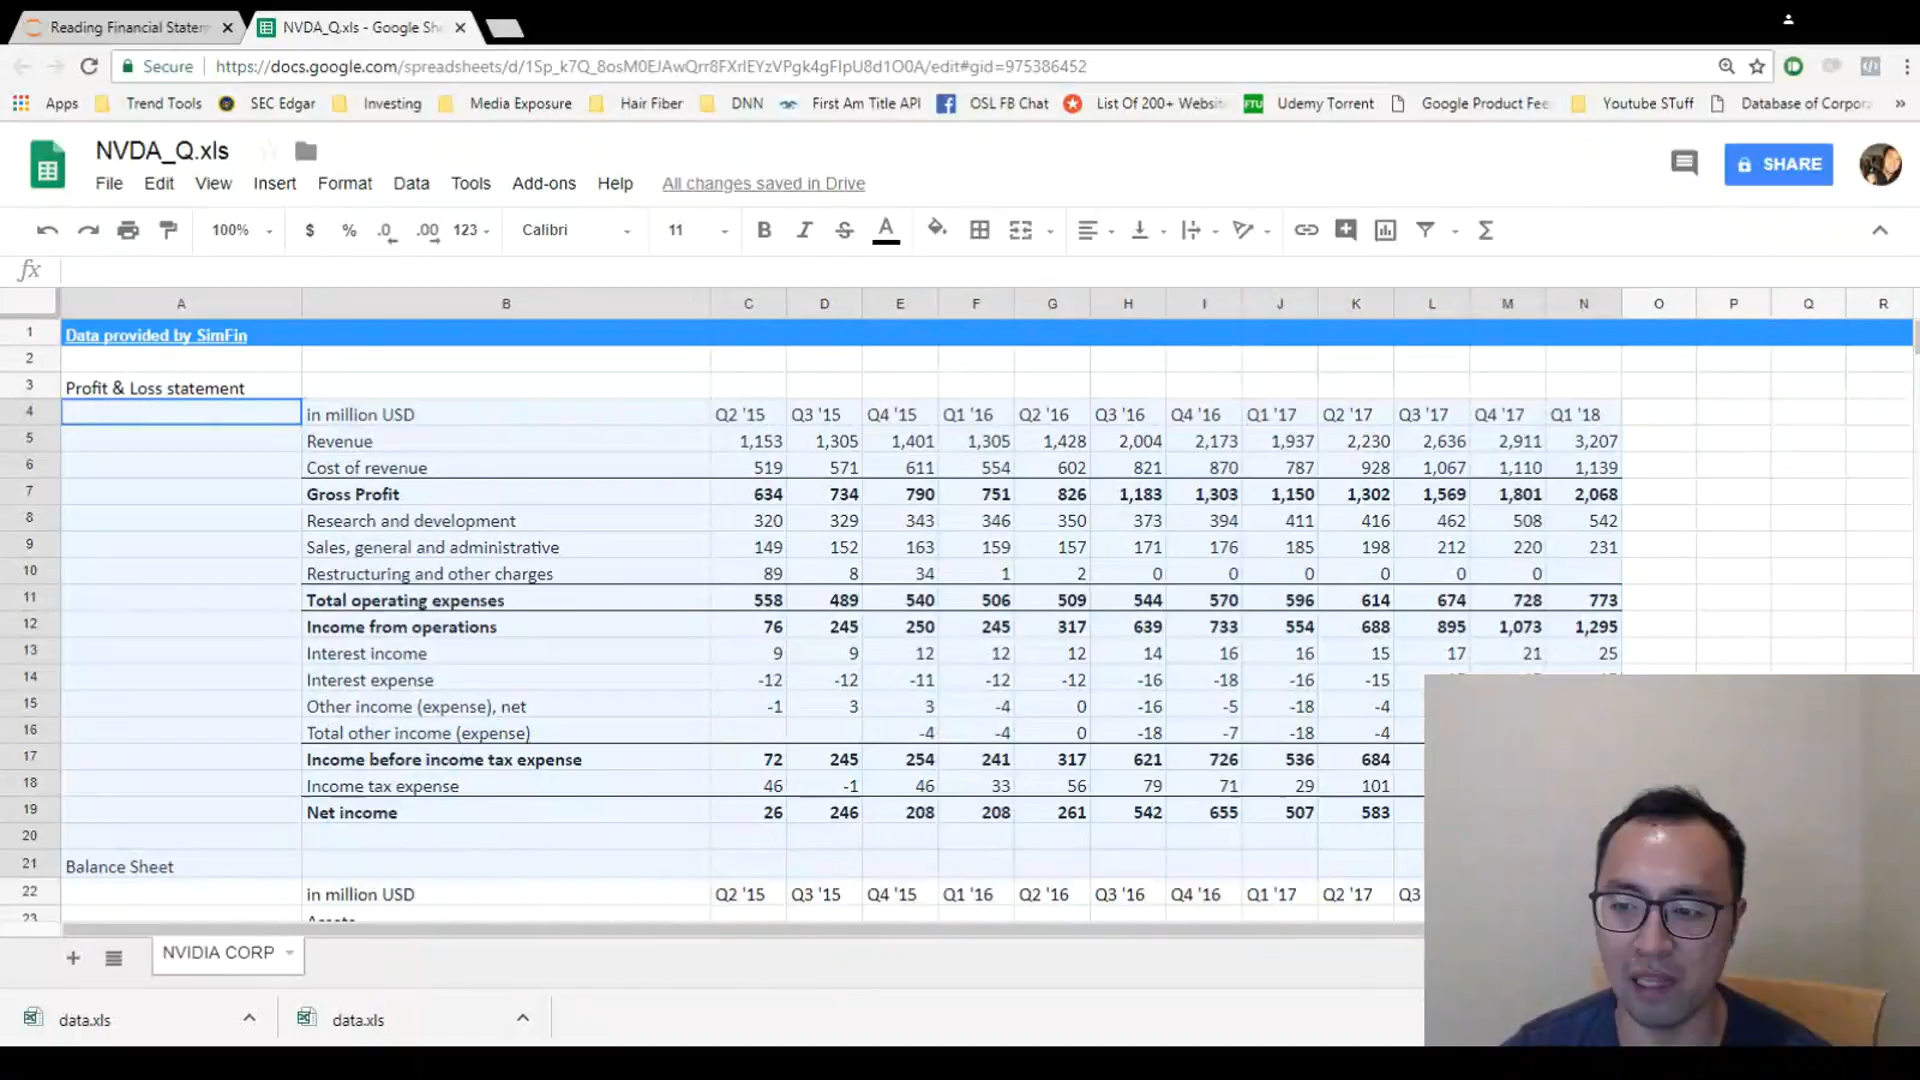 Reading Financial Statem
NVDA_Q.xls - Google She
Secure
https://docs.google.com/spreadsheets/d/1Sp_k7Q_8osM0EJAwQrr8FXrlEYzVPgk4gFIpU8d1O0A/edit#gid=975386452
Apps Trend Tools SEC Edgar Investing Media Exposure Hair Fiber DNN First Am Title API OSL FB Chat List Of 200+ Websit FTU Udemy Torrent Google Product Fee Youtube STuff Database of Corpora »
NVDA_Q.xls
SHARE
File Edit View Insert Format Data Tools Add-ons Help All changes saved in Drive
100% $ % .0 .00 123 Calibri 11 B I S A Σ
fx
A B C D E F G H I J K L M N O P Q R
1 Data provided by SimFin
2
3 Profit & Loss statement
4 in million USD Q2 '15 Q3 '15 Q4 '15 Q1 '16 Q2 '16 Q3 '16 Q4 '16 Q1 '17 Q2 '17 Q3 '17 Q4 '17 Q1 '18
5 Revenue 1,153 1,305 1,401 1,305 1,428 2,004 2,173 1,937 2,230 2,636 2,911 3,207
6 Cost of revenue 519 571 611 554 602 821 870 787 928 1,067 1,110 1,139
7 Gross Profit 634 734 790 751 826 1,183 1,303 1,150 1,302 1,569 1,801 2,068
8 Research and development 320 329 343 346 350 373 394 411 416 462 508 542
9 Sales, general and administrative 149 152 163 159 157 171 176 185 198 212 220 231
10 Restructuring and other charges 89 8 34 1 2 0 0 0 0 0 0
11 Total operating expenses 558 489 540 506 509 544 570 596 614 674 728 773
12 Income from operations 76 245 250 245 317 639 733 554 688 895 1,073 1,295
13 Interest income 9 9 12 12 12 14 16 16 15 17 21 25
14 Interest expense -12 -12 -11 -12 -12 -16 -18 -16 -15
15 Other income (expense), net -1 3 3 -4 0 -16 -5 -18 -4
16 Total other income (expense) -4 -4 0 -18 -7 -18 -4
17 Income before income tax expense 72 245 254 241 317 621 726 536 684
18 Income tax expense 46 -1 46 33 56 79 71 29 101
19 Net income 26 246 208 208 261 542 655 507 583
20
21 Balance Sheet
22 in million USD Q2 '15 Q3 '15 Q4 '15 Q1 '16 Q2 '16 Q3 '16 Q4 '16 Q1 '17 Q2 '17 Q3
23 Assets
NVIDIA CORP
data.xls
data.xls